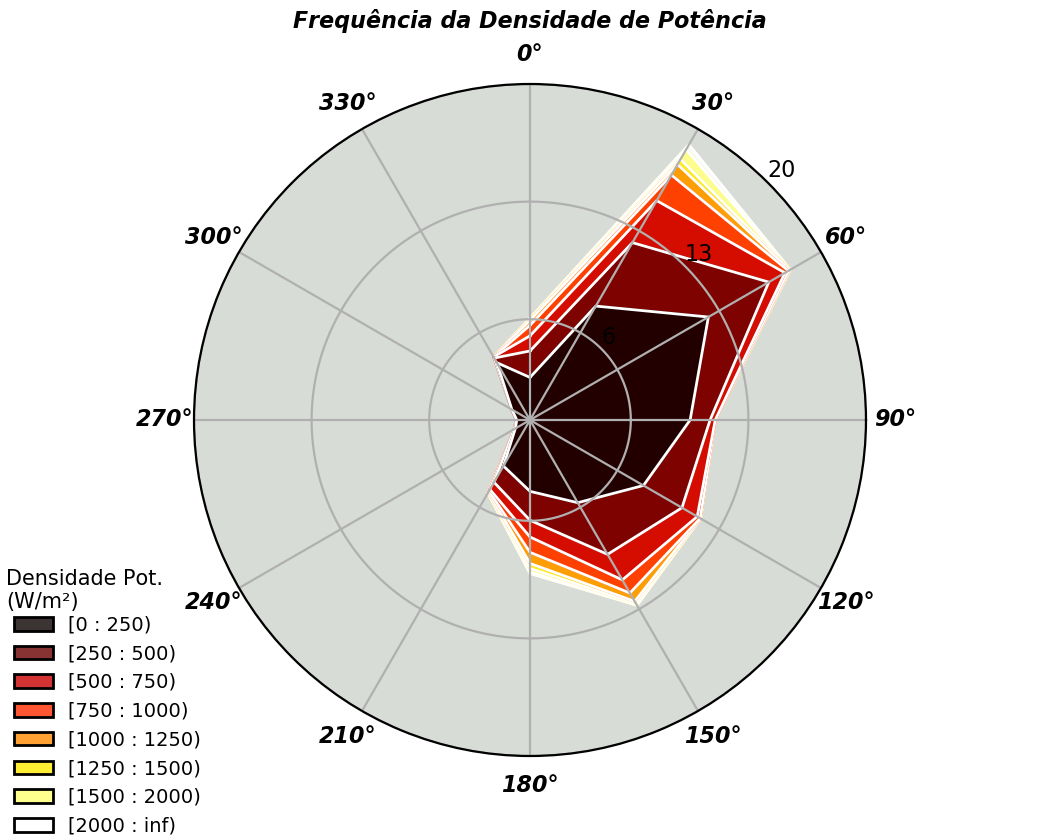 Frequência da Densidade de Potência
0°
330°
30°
20
300°
60°
13
6
270°
90°
240°
120°
210°
150°
180°
Densidade Pot.
(W/m²)
[0 : 250)
[250 : 500)
[500 : 750)
[750 : 1000)
[1000 : 1250)
[1250 : 1500)
[1500 : 2000)
[2000 : inf)